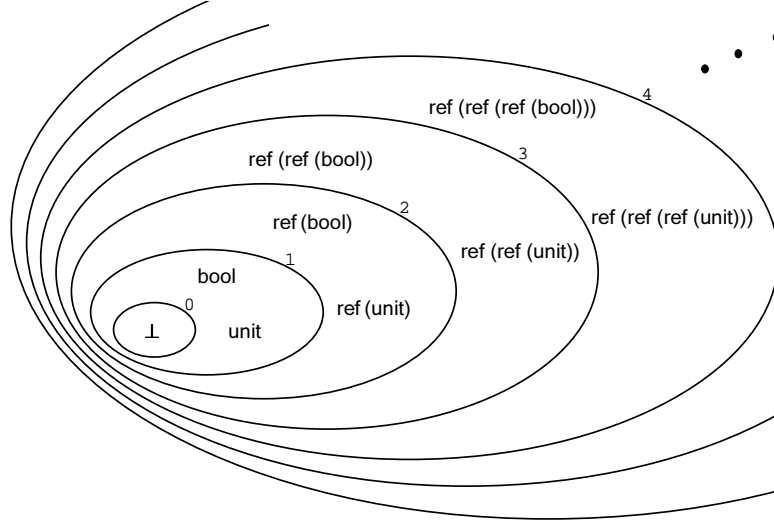 4
ref (ref (ref (bool)))
3
ref (ref (bool))
2
ref (ref (ref (unit)))
ref (bool)
ref (ref (unit))
1
bool
0
ref (unit)
⊥
unit